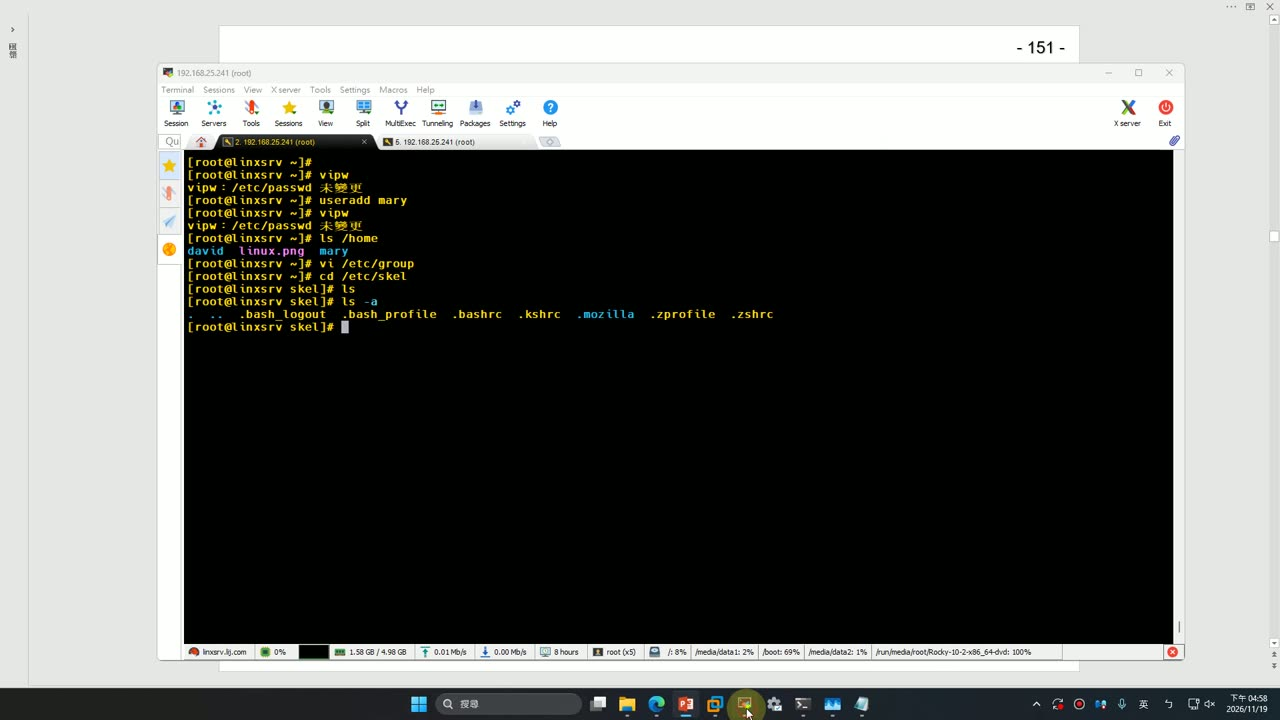 - 151 -
192.168.25.241 (root)
Terminal Sessions View X server Tools Settings Macros Help
Session Servers Tools Sessions View Split MultiExec Tunneling Packages Settings Help X server Exit
Qu 2. 192.168.25.241 (root) 5. 192.168.25.241 (root)
[root@linxsrv ~]#
[root@linxsrv ~]# vipw
vipw：/etc/passwd 未變更
[root@linxsrv ~]# useradd mary
[root@linxsrv ~]# vipw
vipw：/etc/passwd 未變更
[root@linxsrv ~]# ls /home
david linux.png mary
[root@linxsrv ~]# vi /etc/group
[root@linxsrv ~]# cd /etc/skel
[root@linxsrv skel]# ls
[root@linxsrv skel]# ls -a
. .. .bash_logout .bash_profile .bashrc .kshrc .mozilla .zprofile .zshrc
[root@linxsrv skel]#
linxsrv.lij.com 0% 1.58 GB / 4.98 GB 0.01 Mb/s 0.00 Mb/s 8 hours root (x5) /: 8% /media/data1: 2% /boot: 69% /media/data2: 1% /run/media/root/Rocky-10-2-x86_64-dvd: 100%
搜尋 英 下午 04:58
2026/11/19